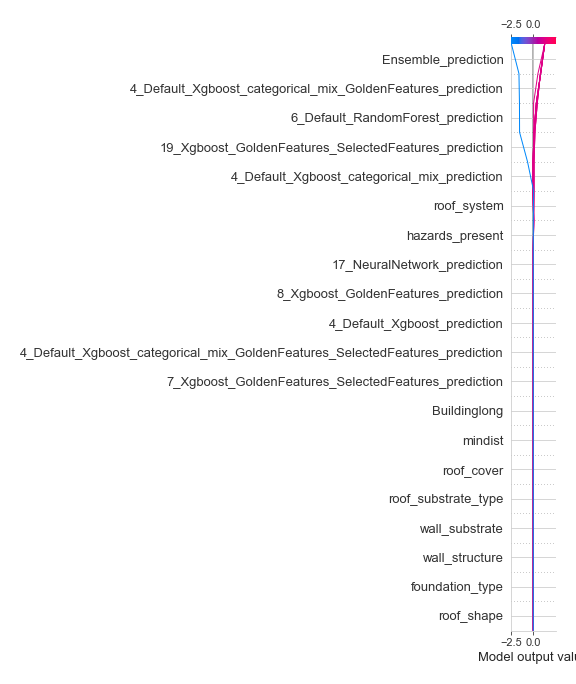 −2.5 0.0
Ensemble_prediction
4_Default_Xgboost_categorical_mix_GoldenFeatures_prediction
6_Default_RandomForest_prediction
19_Xgboost_GoldenFeatures_SelectedFeatures_prediction
4_Default_Xgboost_categorical_mix_prediction
roof_system
hazards_present
17_NeuralNetwork_prediction
8_Xgboost_GoldenFeatures_prediction
4_Default_Xgboost_prediction
4_Default_Xgboost_categorical_mix_GoldenFeatures_SelectedFeatures_prediction
7_Xgboost_GoldenFeatures_SelectedFeatures_prediction
Buildinglong
mindist
roof_cover
roof_substrate_type
wall_substrate
wall_structure
foundation_type
roof_shape
−2.5 0.0
Model output valu